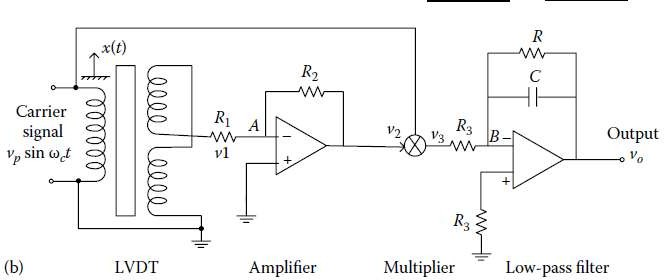 x(t)
R
R2
C
R1
A
Carrier
signal
vp sin ωct
v1
−
+
v2
v3
R3
B
−
+
Output
vo
R3
(b)
LVDT
Amplifier
Multiplier
Low-pass filter